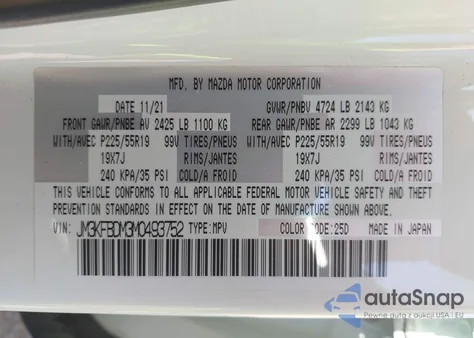 MFD. BY MAZDA MOTOR CORPORATION
DATE 11/21 GVWR/PNBV 4724 LB 2143 KG
FRONT GAWR/PNBE AV 2425 LB 1100 KG REAR GAWR/PNBE AR 2299 LB 1043 KG
WITH/AVEC P225/55R19 99V TIRES/PNEUS WITH/AVEC P225/55R19 99V TIRES/PNEUS
19X7J RIMS/JANTES 19X7J RIMS/JANTES
240 KPA/35 PSI COLD/A FROID 240 KPA/35 PSI COLD/A FROID
THIS VEHICLE CONFORMS TO ALL APPLICABLE FEDERAL MOTOR VEHICLE SAFETY AND THEFT
PREVENTION STANDARDS IN EFFECT ON THE DATE OF MANUFACTURE SHOWN ABOVE.
VIN: JM3KFBDM3M0493752 TYPE:MPV COLOR CODE:25D MADE IN JAPAN
autoSnap
Pewne auta z aukcji USA i EU